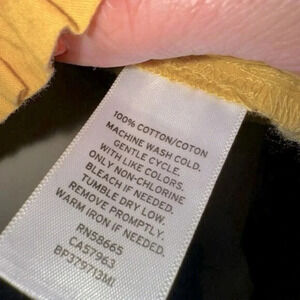 100% COTTON/COTON
MACHINE WASH COLD.
GENTLE CYCLE.
WITH LIKE COLORS.
ONLY NON-CHLORINE
BLEACH IF NEEDED.
TUMBLE DRY LOW.
REMOVE PROMPTLY.
WARM IRON IF NEEDED.
RN58665
CA57963
BP379713MI